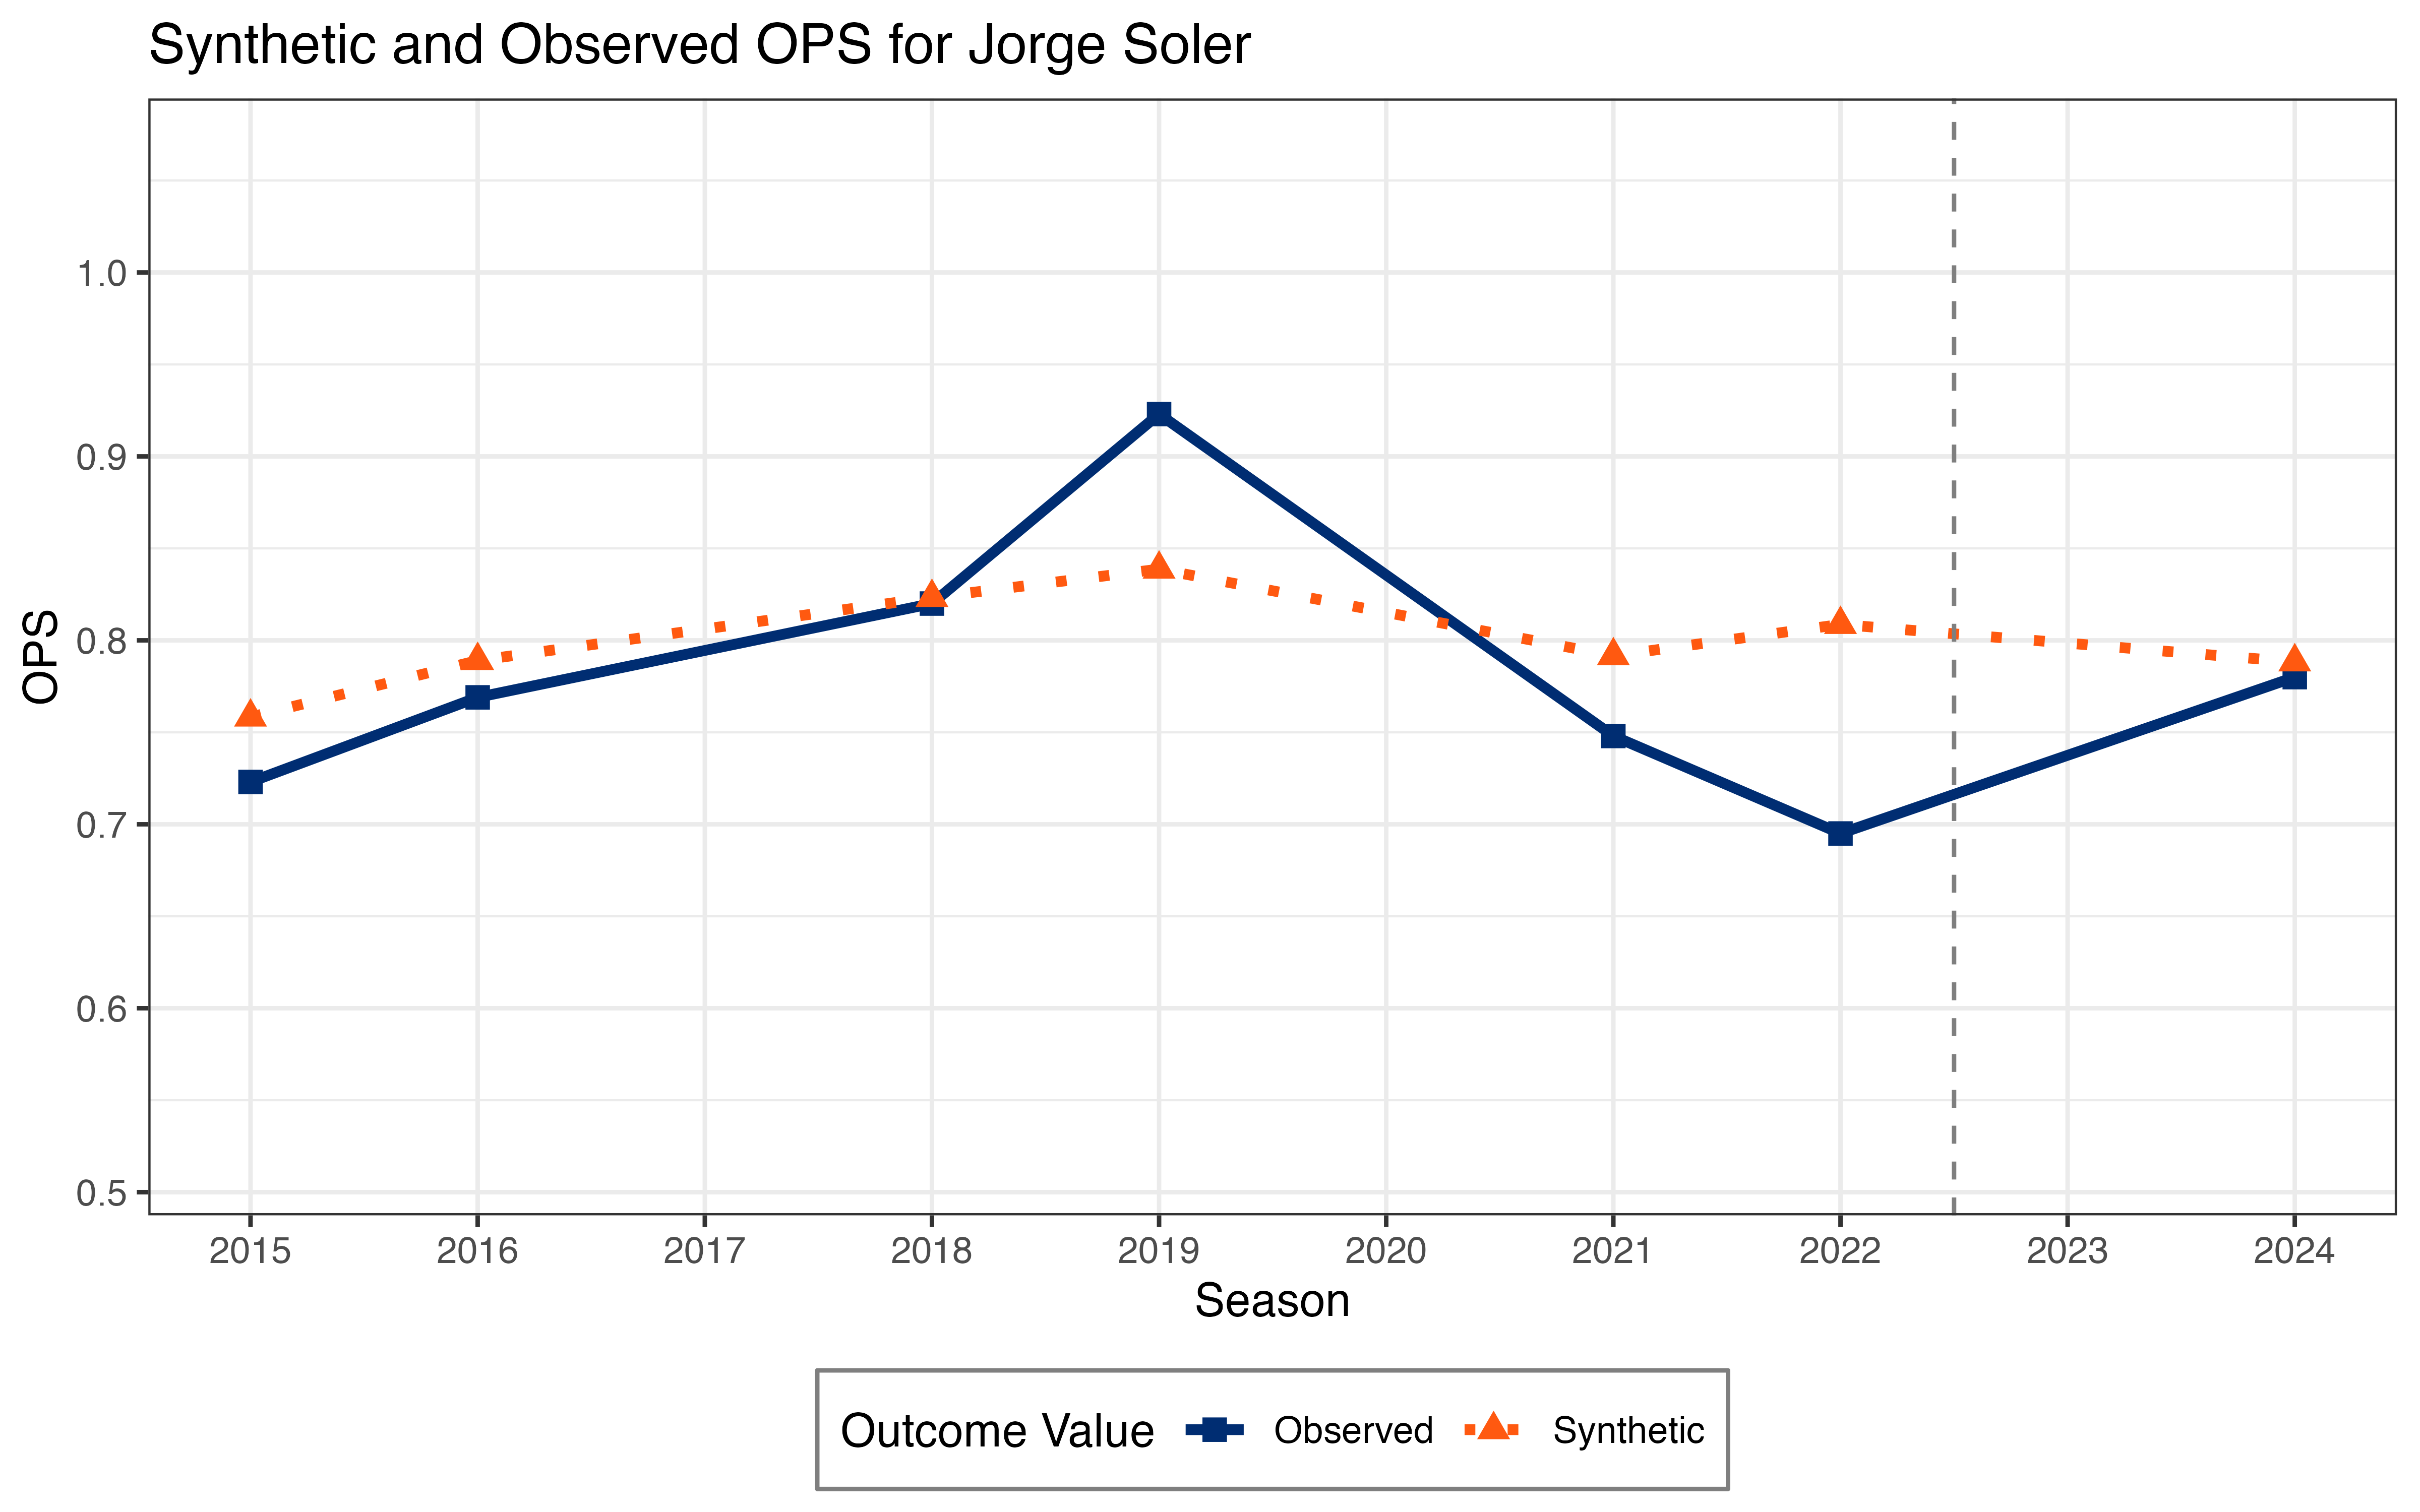 Synthetic and Observed OPS for Jorge Soler
OPS
1.0
0.9
0.8
0.7
0.6
0.5
2015 2016 2017 2018 2019 2020 2021 2022 2023 2024
Season
Outcome Value Observed Synthetic